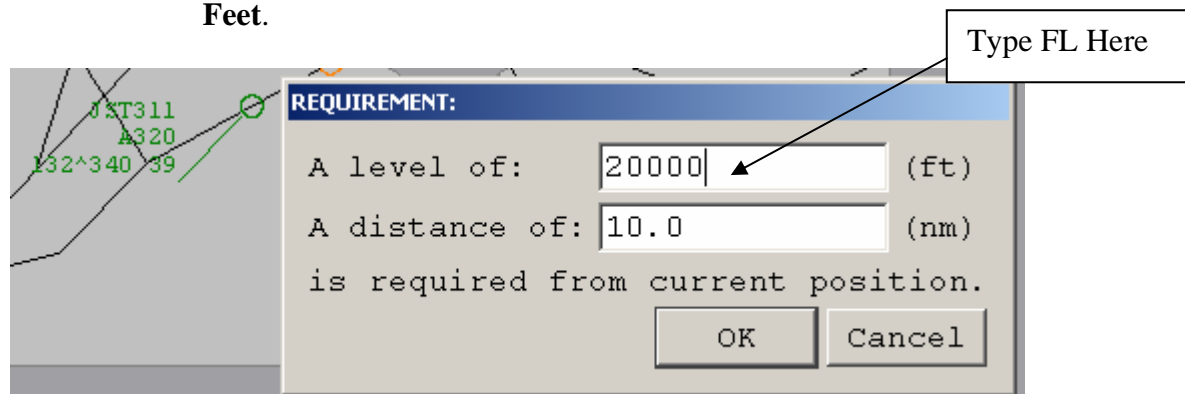 Feet.
Type FL Here
JST311
A320
132^340 39
REQUIREMENT:
A level of: 20000 (ft)
A distance of: 10.0 (nm)
is required from current position.
OK Cancel